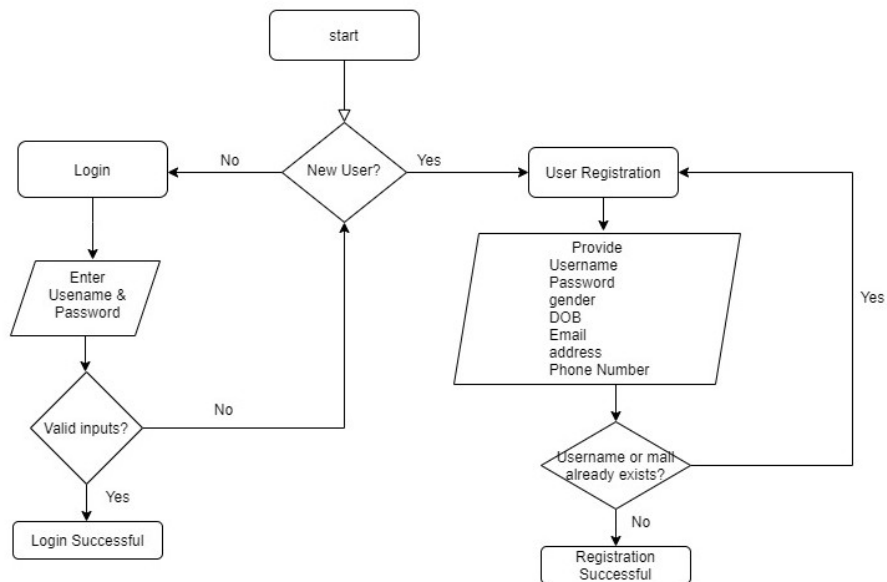 start
New User?
No
Yes
Login
User Registration
Enter
Usename &
Password
Provide
Username
Password
gender
DOB
Email
address
Phone Number
Yes
Valid inputs?
No
Username or mail
already exists?
Yes
No
Login Successful
Registration
Successful